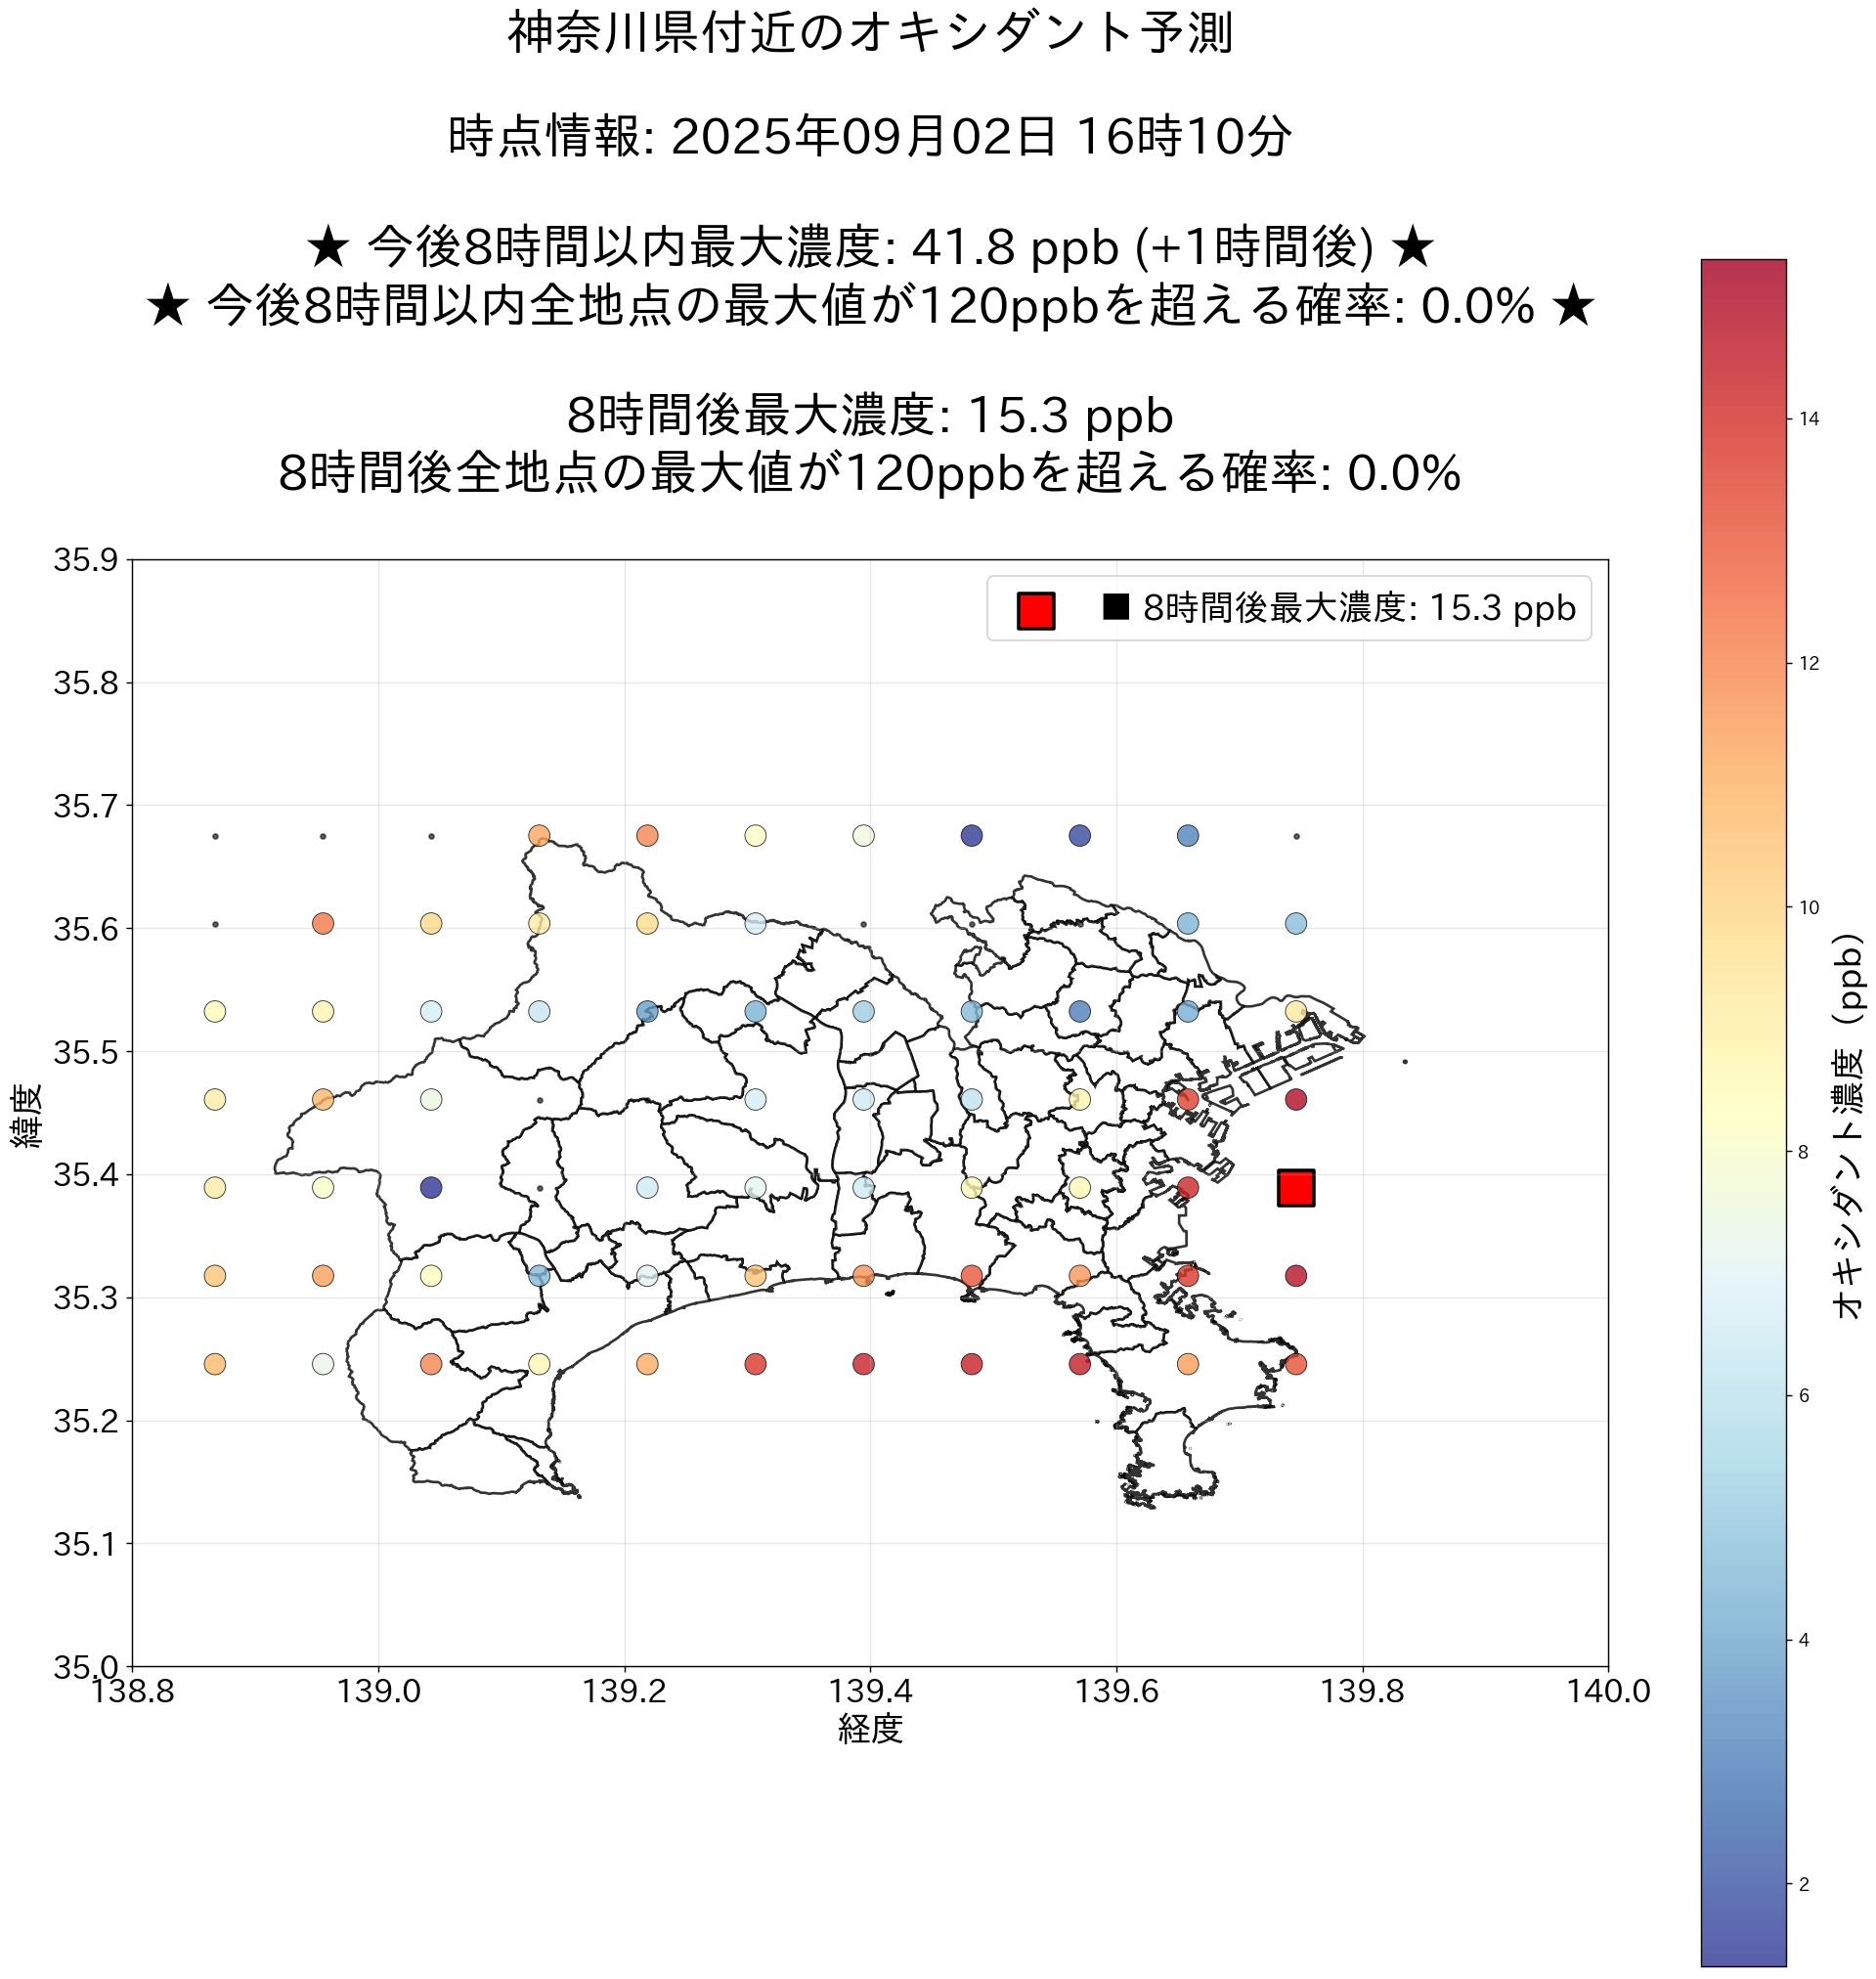 神奈川県付近のオキシダント予測
時点情報: 2025年09月02日 16時10分
★ 今後8時間以内最大濃度: 41.8 ppb (+1時間後) ★
★ 今後8時間以内全地点の最大値が120ppbを超える確率: 0.0% ★
8時間後最大濃度: 15.3 ppb
8時間後全地点の最大値が120ppbを超える確率: 0.0%
■ 8時間後最大濃度: 15.3 ppb
35.9
35.8
35.7
35.6
35.5
35.4
35.3
35.2
35.1
35.0
緯度
138.8 139.0 139.2 139.4 139.6 139.8 140.0
経度
14
12
10
8
6
4
2
オキシダント濃度（ppb）